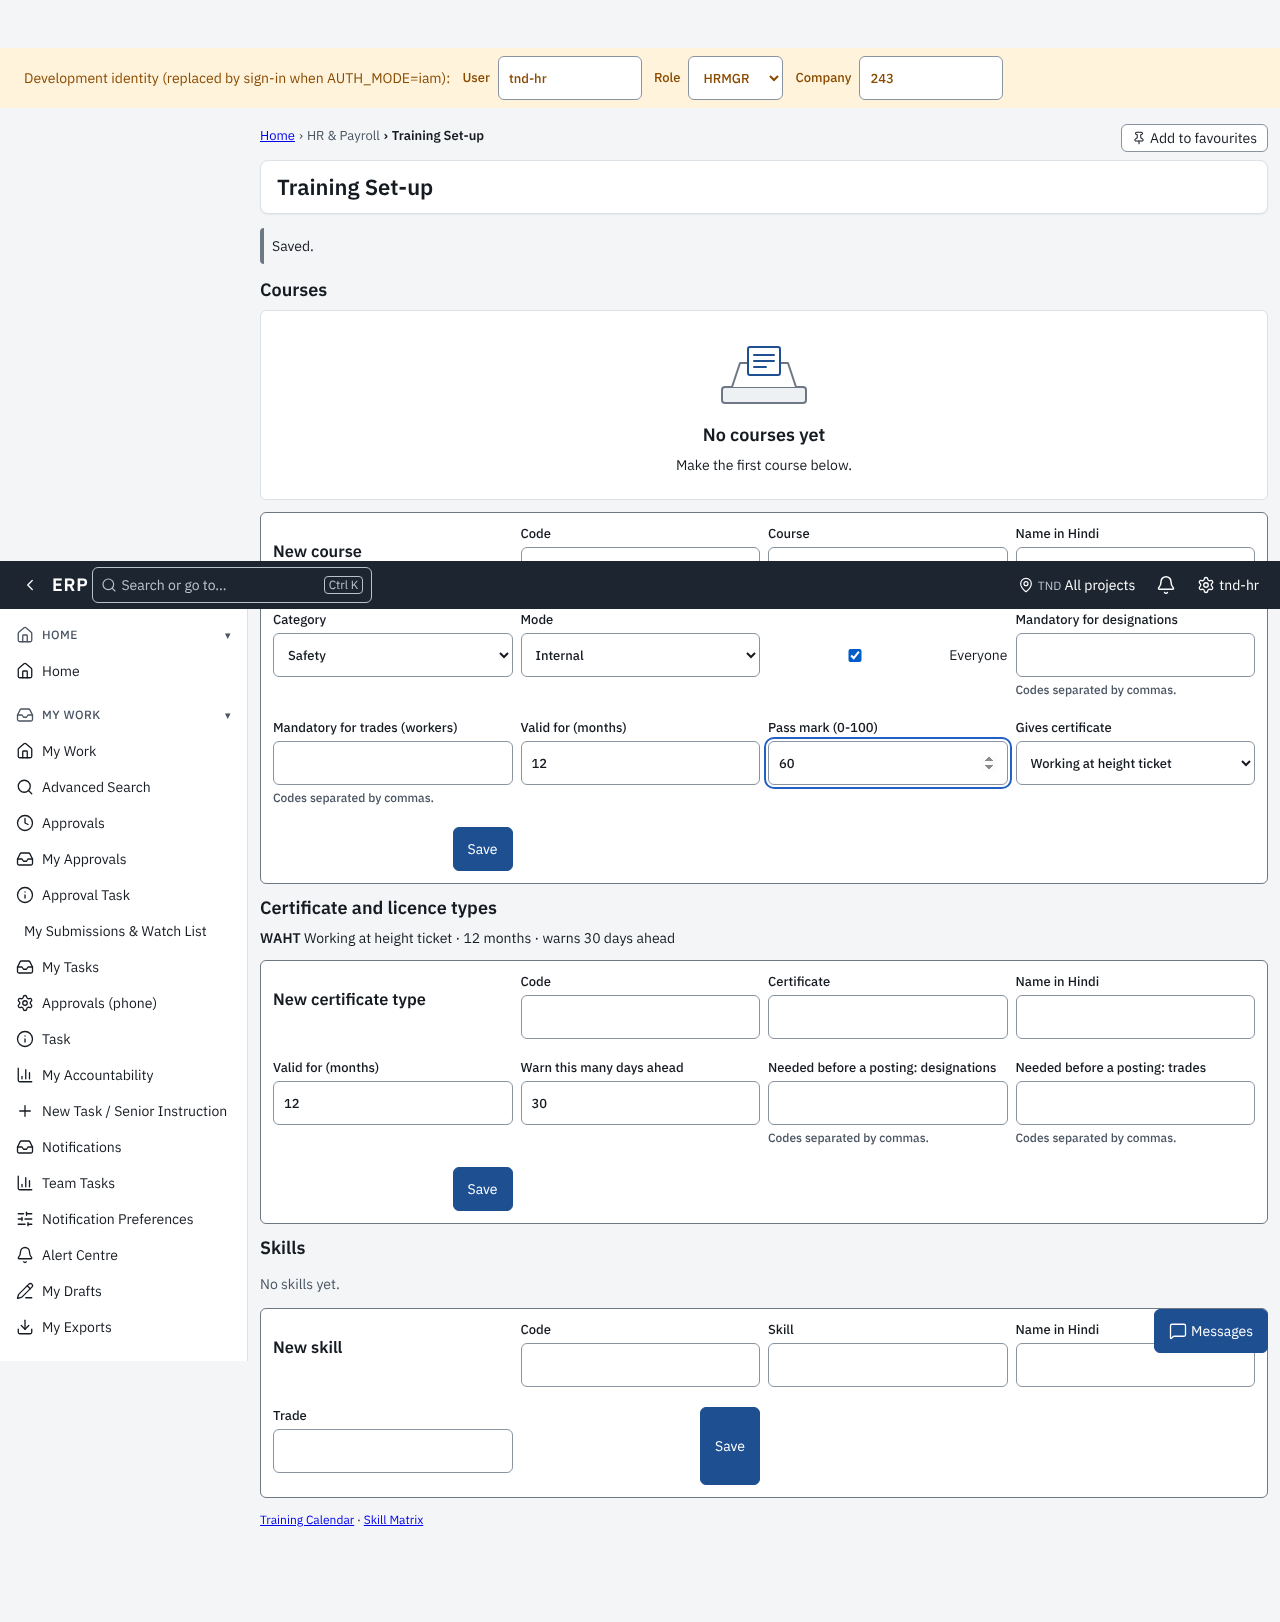 Development identity (replaced by sign-in when AUTH_MODE=iam): User tnd-hr Role HRMGR Company 243
Home › HR & Payroll › Training Set-up
Add to favourites
Training Set-up
Saved.
Courses
No courses yet
Make the first course below.
New course
Code
Course
Name in Hindi
ERP
Search or go to...
Ctrl K
TND All projects
tnd-hr
HOME
Home
MY WORK
My Work
Advanced Search
Approvals
My Approvals
Approval Task
My Submissions & Watch List
My Tasks
Approvals (phone)
Task
My Accountability
New Task / Senior Instruction
Notifications
Team Tasks
Notification Preferences
Alert Centre
My Drafts
My Exports
Category
Safety
Mode
Internal
Everyone
Mandatory for designations
Codes separated by commas.
Mandatory for trades (workers)
Codes separated by commas.
Valid for (months)
12
Pass mark (0-100)
60
Gives certificate
Working at height ticket
Save
Certificate and licence types
WAHT Working at height ticket · 12 months · warns 30 days ahead
New certificate type
Code
Certificate
Name in Hindi
Valid for (months)
12
Warn this many days ahead
30
Needed before a posting: designations
Codes separated by commas.
Needed before a posting: trades
Codes separated by commas.
Save
Skills
No skills yet.
New skill
Code
Skill
Name in Hindi
Messages
Trade
Save
Training Calendar · Skill Matrix